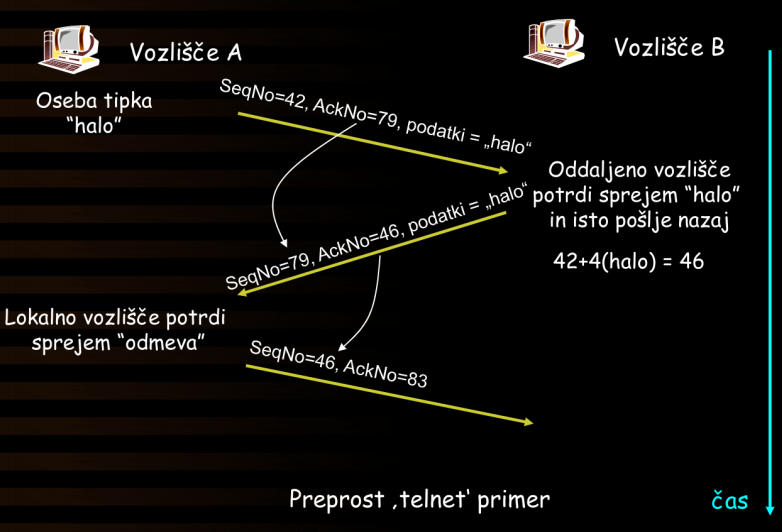 Vozlišče A
Vozlišče B
Oseba tipka
“halo”
SeqNo=42, AckNo=79, podatki = „halo“
Oddaljeno vozlišče
potrdi sprejem “halo”
in isto pošlje nazaj
42+4(halo) = 46
SeqNo=79, AckNo=46, podatki = „halo“
Lokalno vozlišče potrdi
sprejem “odmeva”
SeqNo=46, AckNo=83
Preprost ‚telnet‘ primer
čas